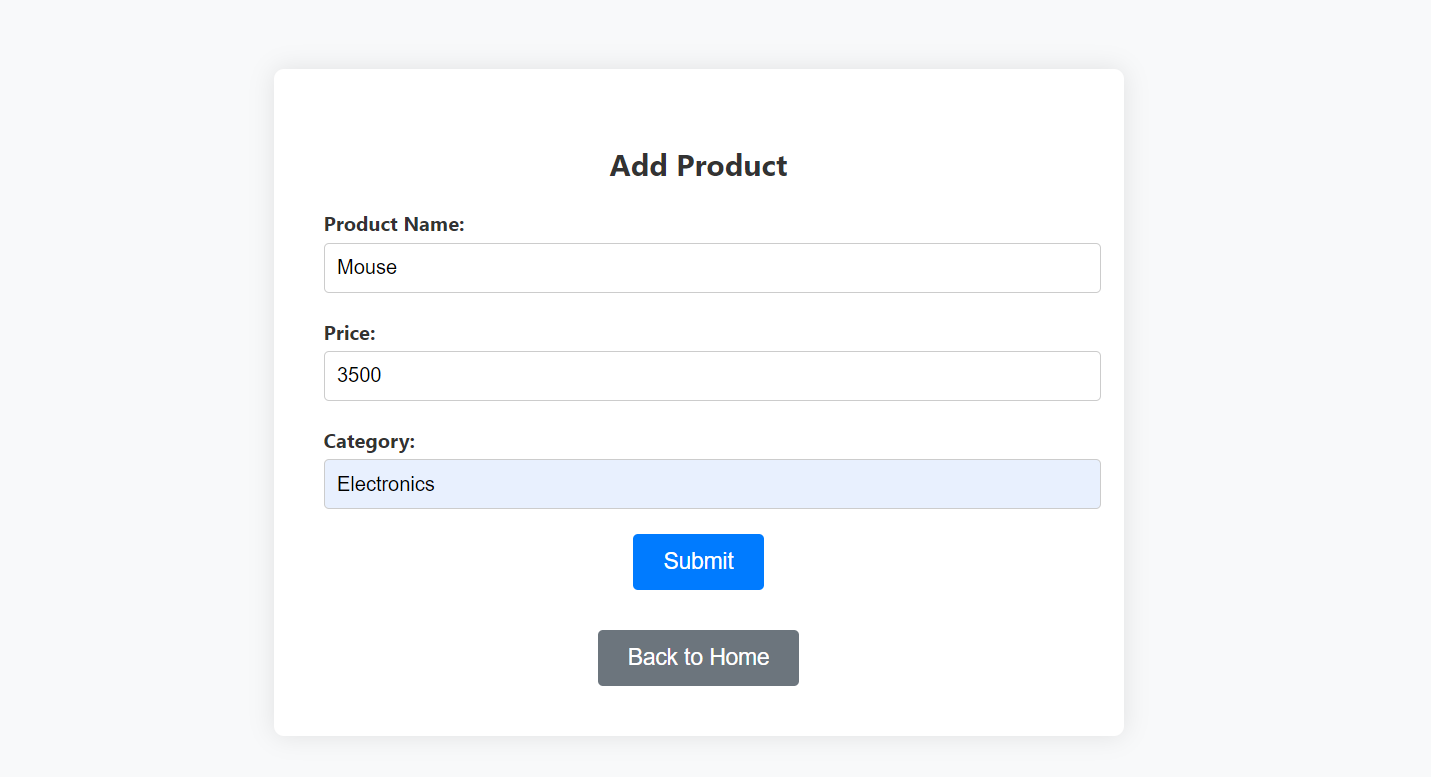 Add Product
Product Name:
Mouse
Price:
3500
Category:
Electronics
Submit
Back to Home